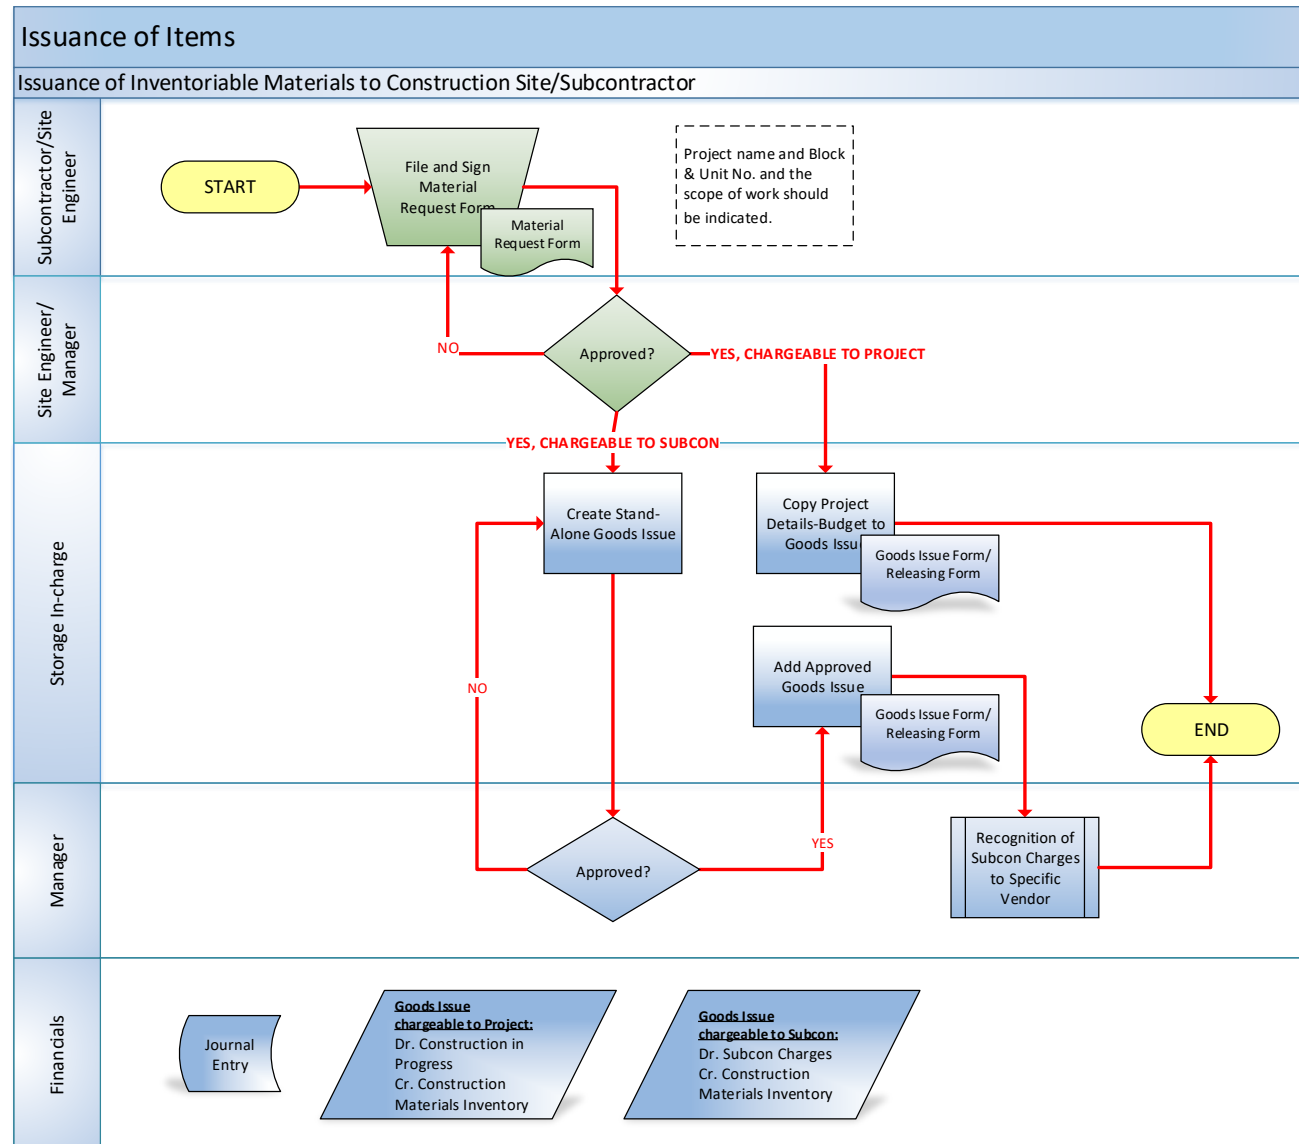 Issuance of Items
Issuance of Inventoriable Materials to Construction Site/Subcontractor
Subcontractor/Site
Engineer
START
File and Sign
Material
Request Form
Material
Request Form
Project name and Block
& Unit No. and the
scope of work should
be indicated.
Site Engineer/
Manager
NO
Approved?
YES, CHARGEABLE TO PROJECT
YES, CHARGEABLE TO SUBCON
Storage In-charge
Create Stand-
Alone Goods Issue
Copy Project
Details-Budget to
Goods Issue
Goods Issue Form/
Releasing Form
NO
Add Approved
Goods Issue
Goods Issue Form/
Releasing Form
END
Manager
Approved?
YES
Recognition of
Subcon Charges
to Specific
Vendor
Financials
Journal
Entry
Goods Issue
chargeable to Project:
Dr. Construction in
Progress
Cr. Construction
Materials Inventory
Goods Issue
chargeable to Subcon:
Dr. Subcon Charges
Cr. Construction
Materials Inventory